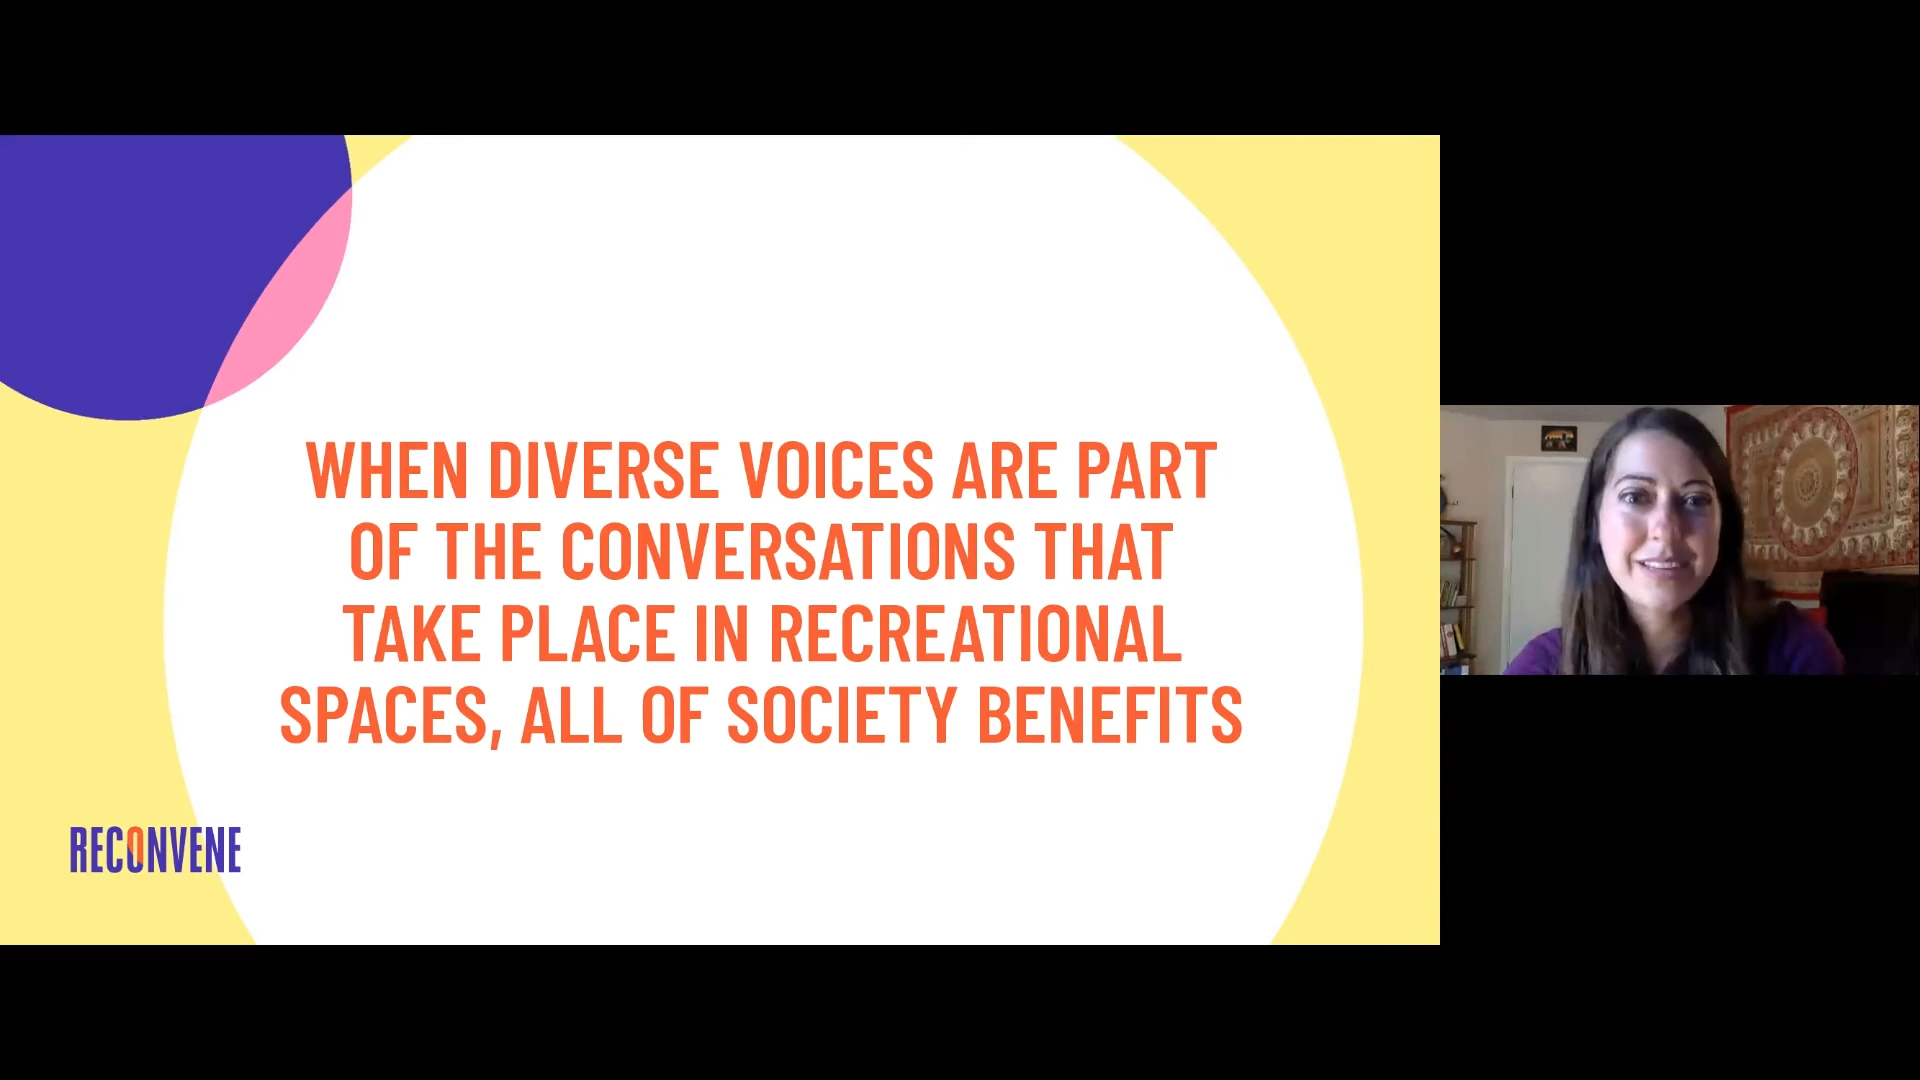 WHEN DIVERSE VOICES ARE PART
OF THE CONVERSATIONS THAT
TAKE PLACE IN RECREATIONAL
SPACES, ALL OF SOCIETY BENEFITS
RECONVENE